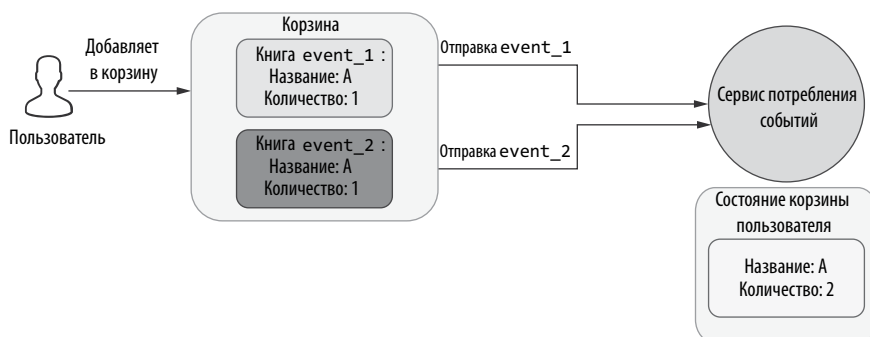 Добавляет
в корзину
Пользователь
Корзина
Книга event_1 :
Название: А
Количество: 1
Книга event_2 :
Название: А
Количество: 1
Отправка event_1
Отправка event_2
Сервис потребления
событий
Состояние корзины
пользователя
Название: А
Количество: 2